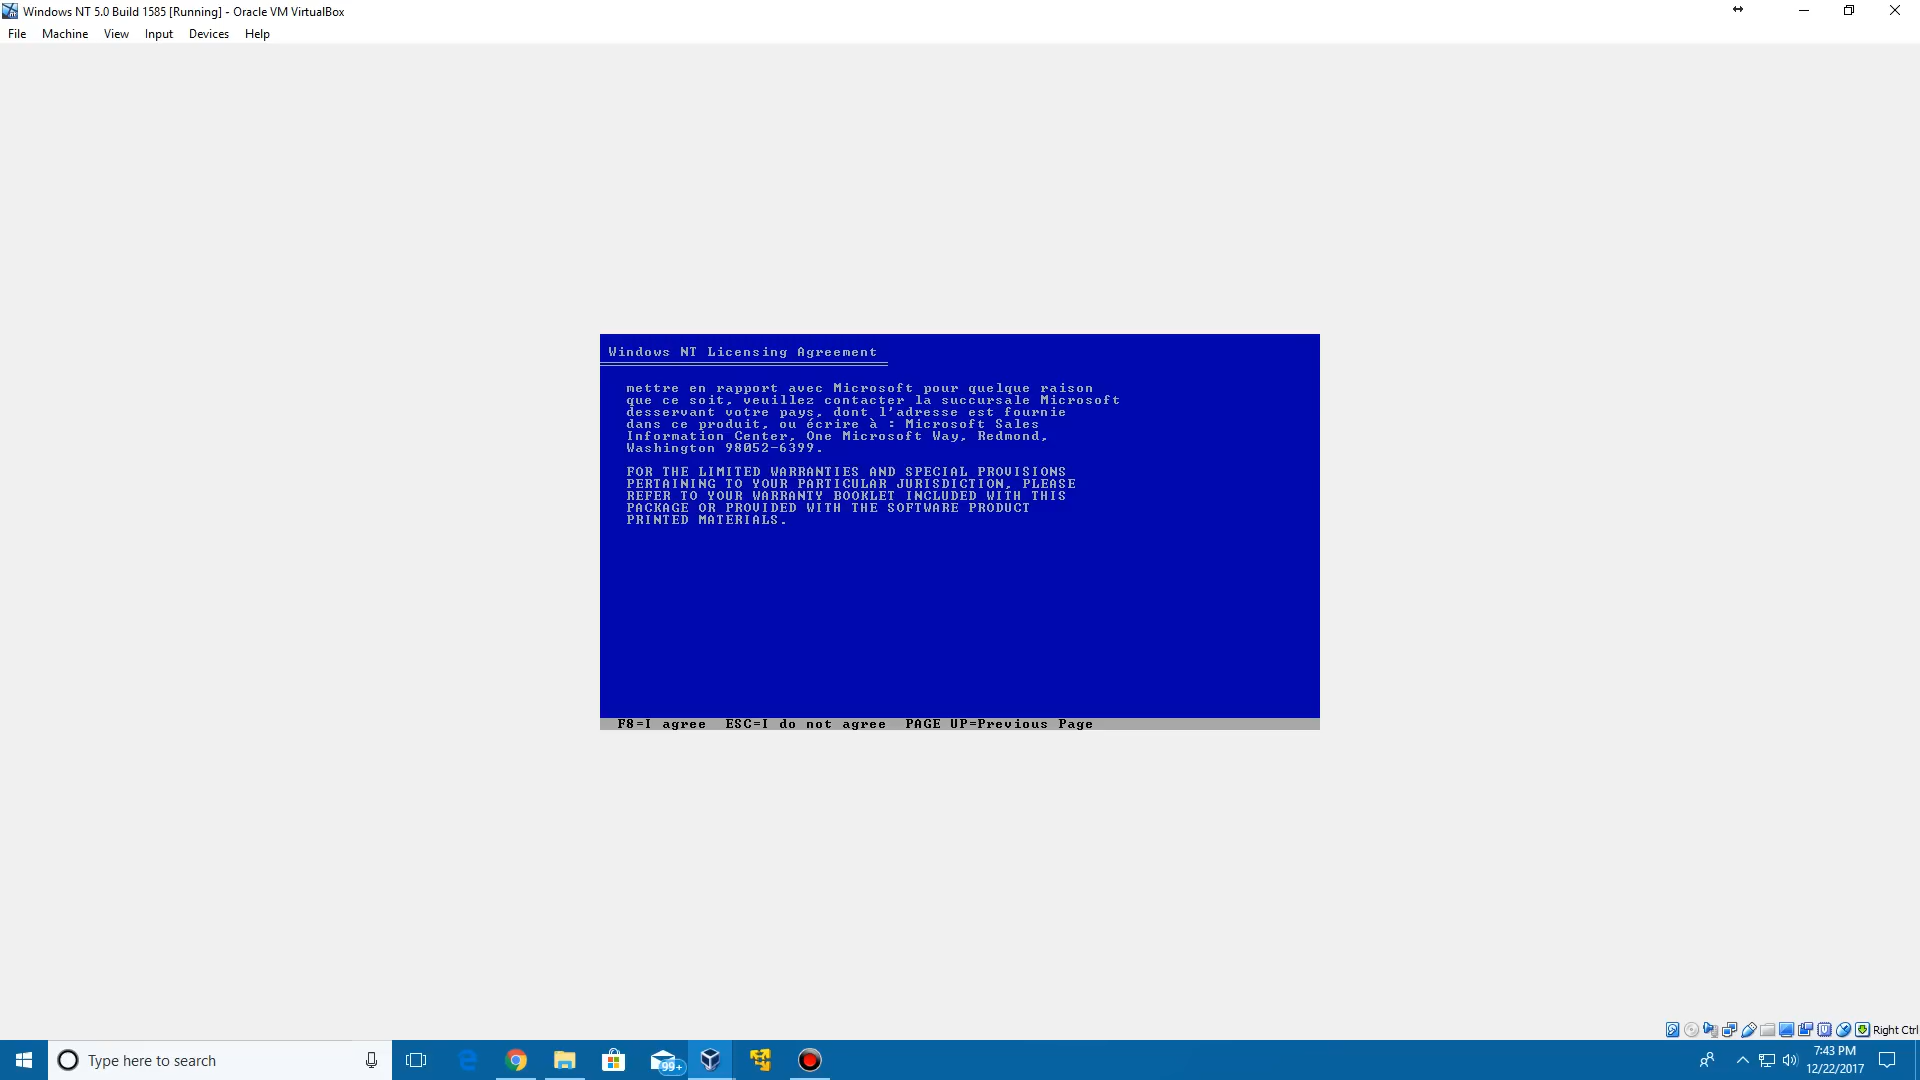 Windows NT 5.0 Build 1585 [Running] - Oracle VM VirtualBox
File Machine View Input Devices Help
Windows NT Licensing Agreement
mettre en rapport avec Microsoft pour quelque raison
que ce soit, veuillez contacter la succursale Microsoft
desservant votre pays, dont l'adresse est fournie
dans ce produit, ou écrire à : Microsoft Sales
Information Center, One Microsoft Way, Redmond,
Washington 98052-6399.
FOR THE LIMITED WARRANTIES AND SPECIAL PROVISIONS
PERTAINING TO YOUR PARTICULAR JURISDICTION, PLEASE
REFER TO YOUR WARRANTY BOOKLET INCLUDED WITH THIS
PACKAGE OR PROVIDED WITH THE SOFTWARE PRODUCT
PRINTED MATERIALS.
F8=I agree ESC=I do not agree PAGE UP=Previous Page
Right Ctrl
Type here to search
99+
7:43 PM
12/22/2017